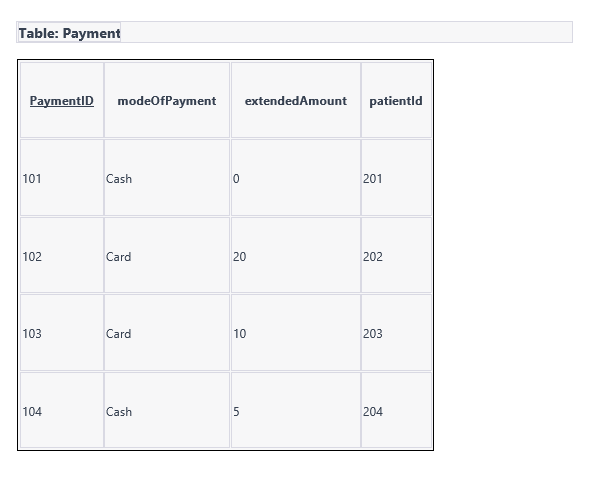 Table: Payment
PaymentID modeOfPayment extendedAmount patientId
101 Cash 0 201
102 Card 20 202
103 Card 10 203
104 Cash 5 204